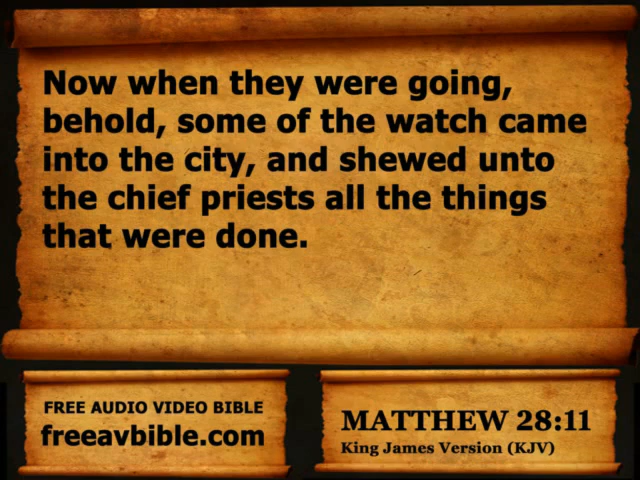 Now when they were going,
behold, some of the watch came
into the city, and shewed unto
the chief priests all the things
that were done.
FREE AUDIO VIDEO BIBLE
freeavbible.com
MATTHEW 28:11
King James Version (KJV)